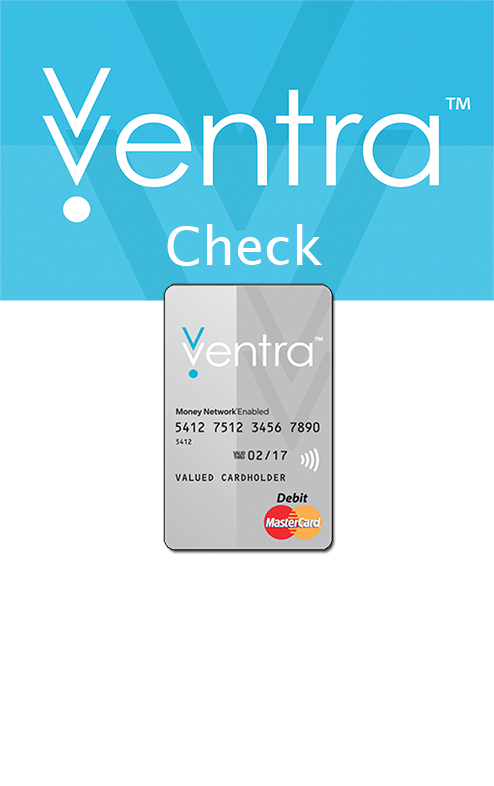 Ventra™
Check
Ventra™
Money Network® Enabled
5412 7512 3456 7890
5412
VALID THRU 02/17
VALUED CARDHOLDER
Debit
MasterCard